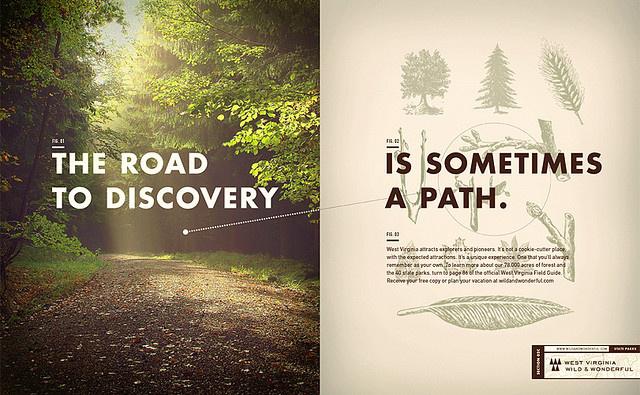 FIG. 01
THE ROAD
TO DISCOVERY
FIG. 02
IS SOMETIMES
A PATH.
FIG. 03
West Virginia attracts explorers and pioneers. It's not a cookie-cutter place,
with the expected attractions. It's a unique experience. One that you'll always
remember as your own. To learn more about our 78,000 acres of forest and
the 40 state parks, turn to page 86 of the official West Virginia Field Guide.
Receive your free copy or plan your vacation at wildandwonderful.com
WWW.WILDANDWONDERFUL.COM
STATE PARKS
WEST VIRGINIA
WILD & WONDERFUL